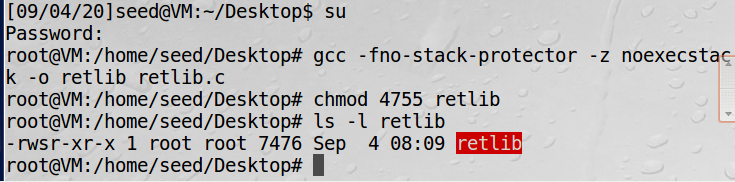 [09/04/20]seed@VM:~/Desktop$ su
Password:
root@VM:/home/seed/Desktop# gcc -fno-stack-protector -z noexecstac
k -o retlib retlib.c
root@VM:/home/seed/Desktop# chmod 4755 retlib
root@VM:/home/seed/Desktop# ls -l retlib
-rwsr-xr-x 1 root root 7476 Sep  4 08:09 retlib
root@VM:/home/seed/Desktop#